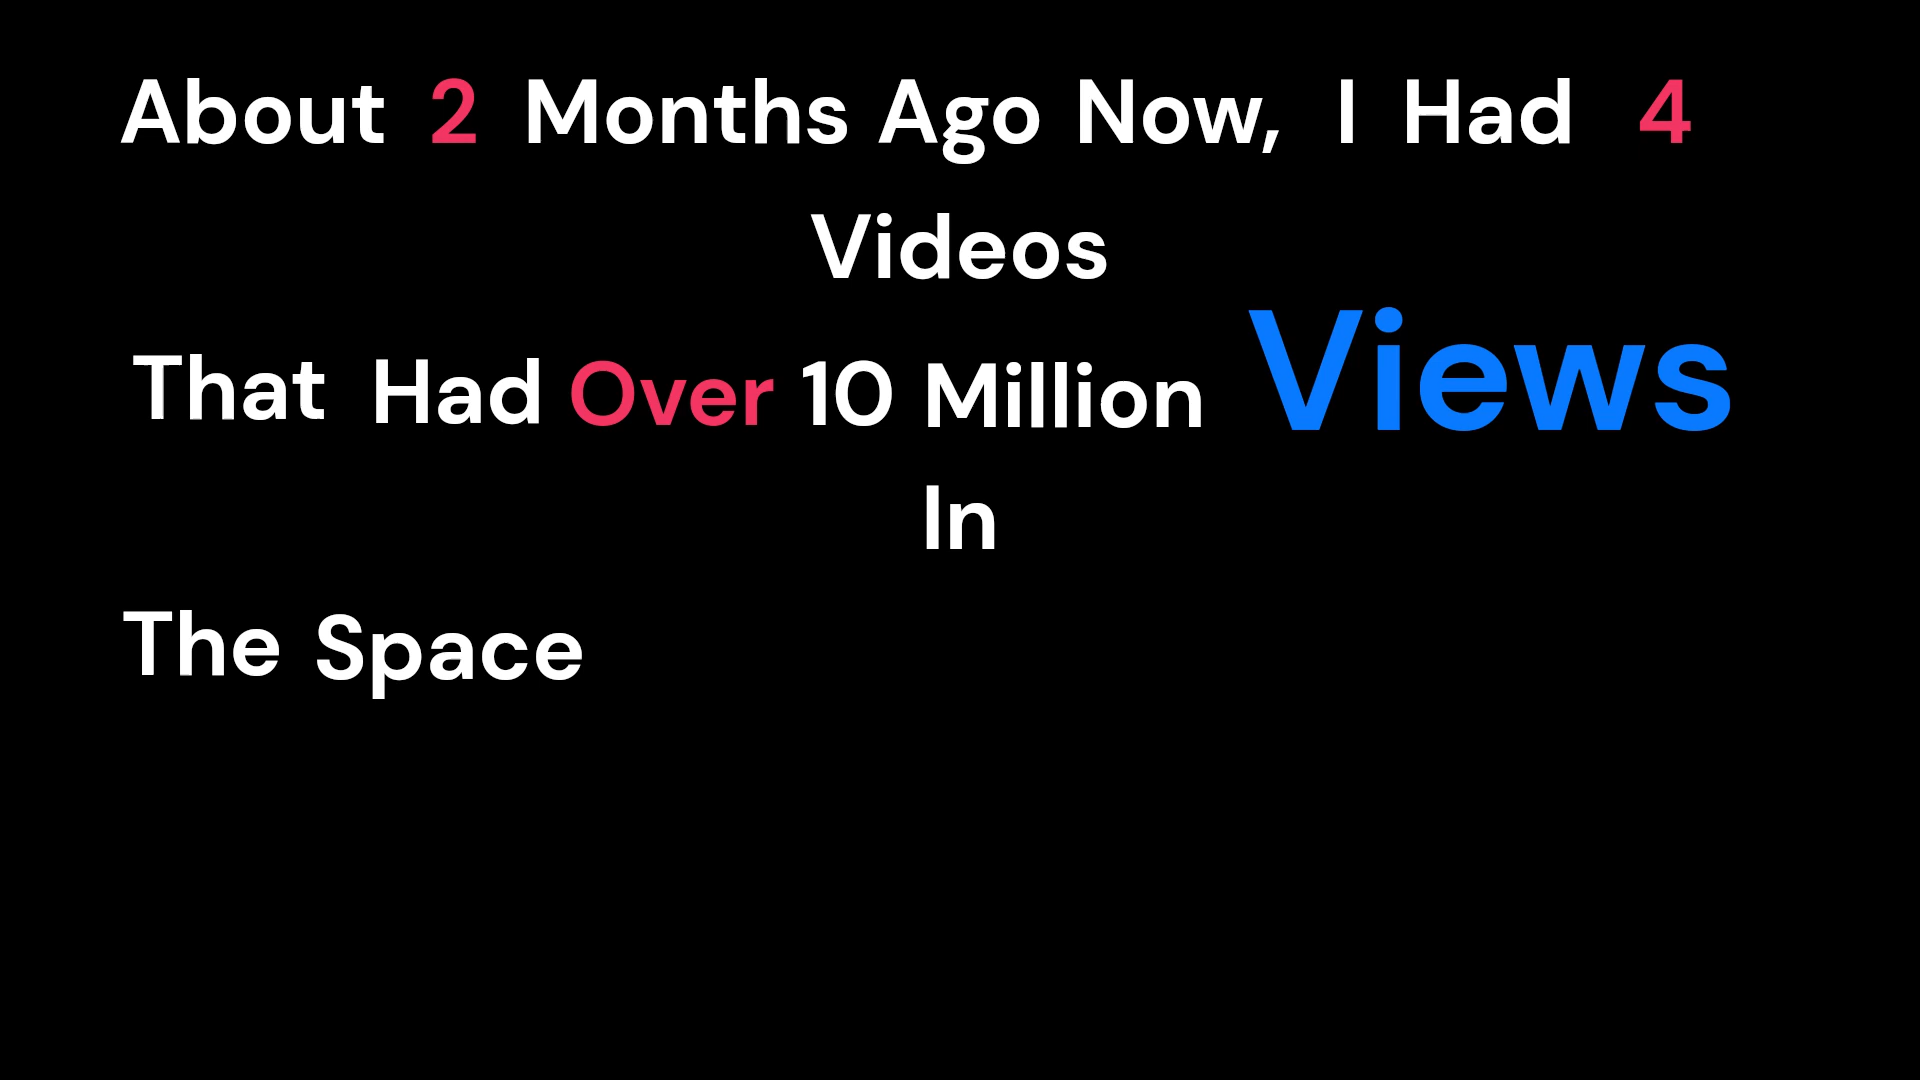 About 2 Months Ago Now, I Had 4
Videos
That Had Over 10 Million Views
In
The Space